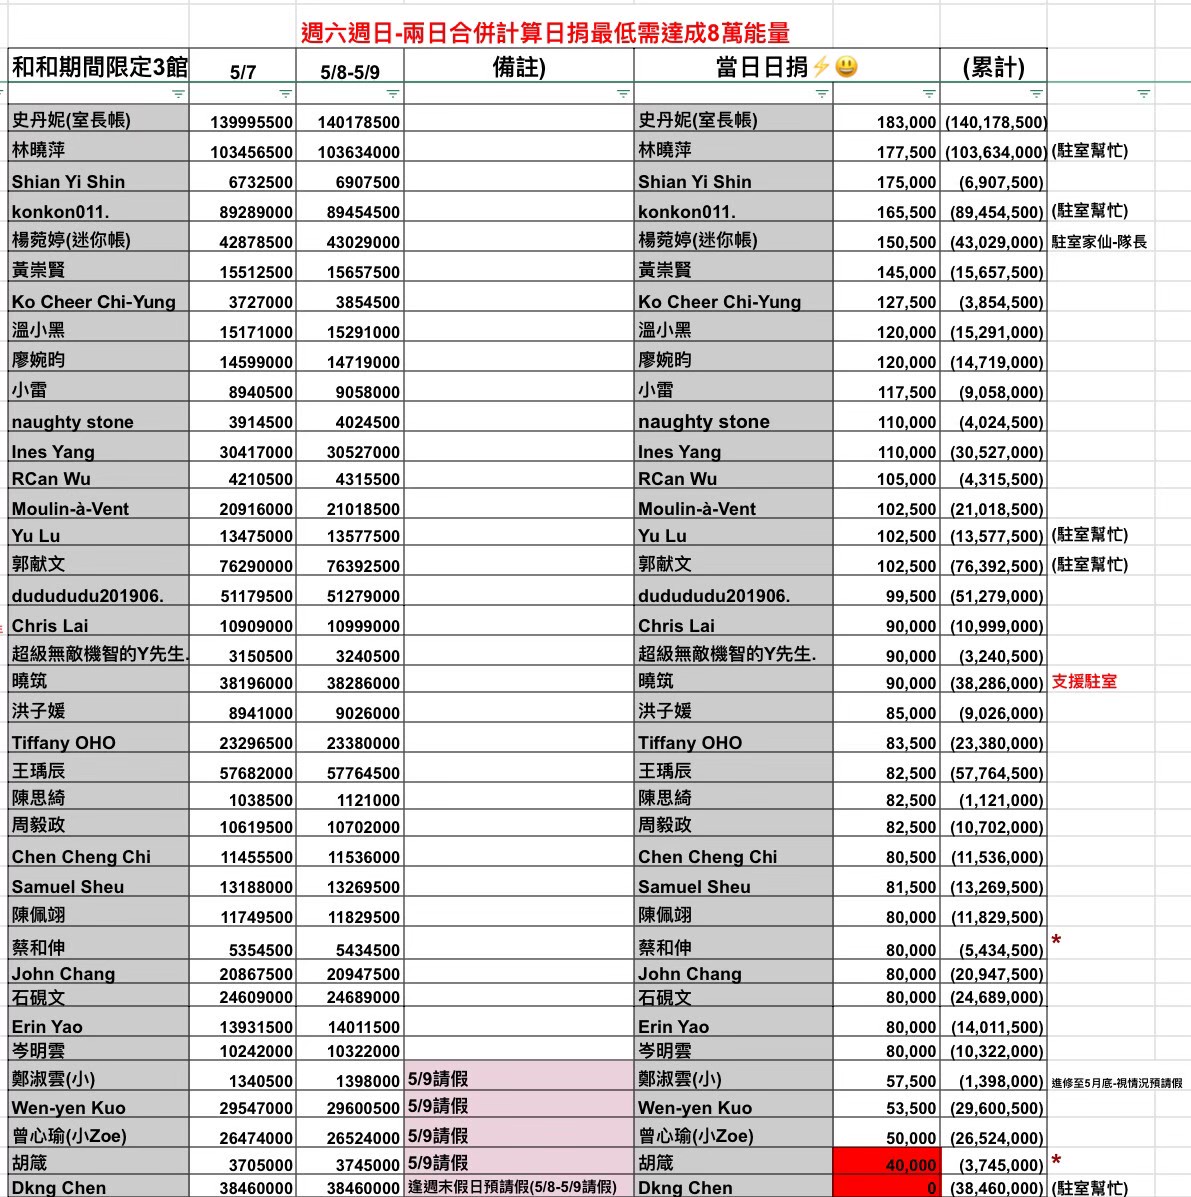 週六週日-兩日合併計算日捐最低需達成8萬能量
和和期間限定3館 5/7 5/8-5/9 備註) 當日日捐⚡😃 (累計)
史丹妮(室長帳) 139995500 140178500 史丹妮(室長帳) 183,000 (140,178,500)
林曉萍 103456500 103634000 林曉萍 177,500 (103,634,000) (駐室幫忙)
Shian Yi Shin 6732500 6907500 Shian Yi Shin 175,000 (6,907,500)
konkon011. 89289000 89454500 konkon011. 165,500 (89,454,500) (駐室幫忙)
楊菀婷(迷你帳) 42878500 43029000 楊菀婷(迷你帳) 150,500 (43,029,000) 駐室家仙-隊長
黃崇賢 15512500 15657500 黃崇賢 145,000 (15,657,500)
Ko Cheer Chi-Yung 3727000 3854500 Ko Cheer Chi-Yung 127,500 (3,854,500)
溫小黑 15171000 15291000 溫小黑 120,000 (15,291,000)
廖婉昀 14599000 14719000 廖婉昀 120,000 (14,719,000)
小雷 8940500 9058000 小雷 117,500 (9,058,000)
naughty stone 3914500 4024500 naughty stone 110,000 (4,024,500)
Ines Yang 30417000 30527000 Ines Yang 110,000 (30,527,000)
RCan Wu 4210500 4315500 RCan Wu 105,000 (4,315,500)
Moulin-à-Vent 20916000 21018500 Moulin-à-Vent 102,500 (21,018,500)
Yu Lu 13475000 13577500 Yu Lu 102,500 (13,577,500) (駐室幫忙)
郭献文 76290000 76392500 郭献文 102,500 (76,392,500) (駐室幫忙)
dudududu201906. 51179500 51279000 dudududu201906. 99,500 (51,279,000)
Chris Lai 10909000 10999000 Chris Lai 90,000 (10,999,000)
超級無敵機智的Y先生. 3150500 3240500 超級無敵機智的Y先生. 90,000 (3,240,500)
曉筑 38196000 38286000 曉筑 90,000 (38,286,000) 支援駐室
洪子媛 8941000 9026000 洪子媛 85,000 (9,026,000)
Tiffany OHO 23296500 23380000 Tiffany OHO 83,500 (23,380,000)
王瑀辰 57682000 57764500 王瑀辰 82,500 (57,764,500)
陳思綺 1038500 1121000 陳思綺 82,500 (1,121,000)
周毅政 10619500 10702000 周毅政 82,500 (10,702,000)
Chen Cheng Chi 11455500 11536000 Chen Cheng Chi 80,500 (11,536,000)
Samuel Sheu 13188000 13269500 Samuel Sheu 81,500 (13,269,500)
陳佩翊 11749500 11829500 陳佩翊 80,000 (11,829,500)
蔡和伸 5354500 5434500 蔡和伸 80,000 (5,434,500) *
John Chang 20867500 20947500 John Chang 80,000 (20,947,500)
石硯文 24609000 24689000 石硯文 80,000 (24,689,000)
Erin Yao 13931500 14011500 Erin Yao 80,000 (14,011,500)
岑明雲 10242000 10322000 岑明雲 80,000 (10,322,000)
鄭淑雲(小) 1340500 1398000 5/9請假 鄭淑雲(小) 57,500 (1,398,000) 進修至5月底-視情況預請假
Wen-yen Kuo 29547000 29600500 5/9請假 Wen-yen Kuo 53,500 (29,600,500)
曾心瑜(小Zoe) 26474000 26524000 5/9請假 曾心瑜(小Zoe) 50,000 (26,524,000)
胡箴 3705000 3745000 5/9請假 胡箴 40,000 (3,745,000) *
Dkng Chen 38460000 38460000 逢週末假日預請假(5/8-5/9請假) Dkng Chen 0 (38,460,000) (駐室幫忙)